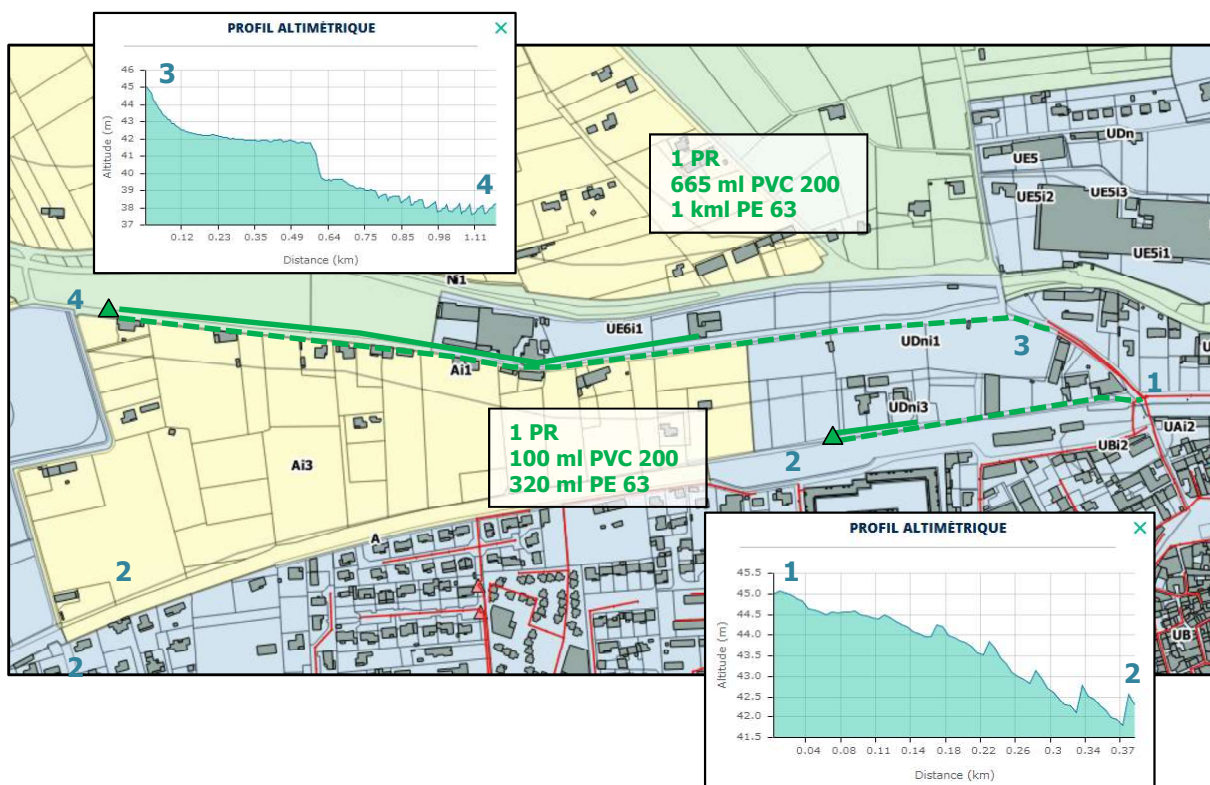 PROFIL ALTIMÉTRIQUE
×
3
46
45
44
43
42
41
40
39
38
37
Altitude (m)
4
0.12 0.23 0.35 0.49 0.64 0.75 0.85 0.98 1.11
Distance (km)
1 PR
665 ml PVC 200
1 kml PE 63
UDn
UE5
UE5i2
UE5i3
UE5i1
4
N1
UE6i1
UDni1
3
Ai1
1
UDni3
UAi2
UBi2
1 PR
100 ml PVC 200
320 ml PE 63
2
Ai3
A
2
2
UB
PROFIL ALTIMÉTRIQUE
×
1
45.5
45.0
44.5
44.0
43.5
43.0
42.5
42.0
41.5
Altitude (m)
2
0.04 0.08 0.11 0.14 0.18 0.22 0.26 0.3 0.34 0.37
Distance (km)